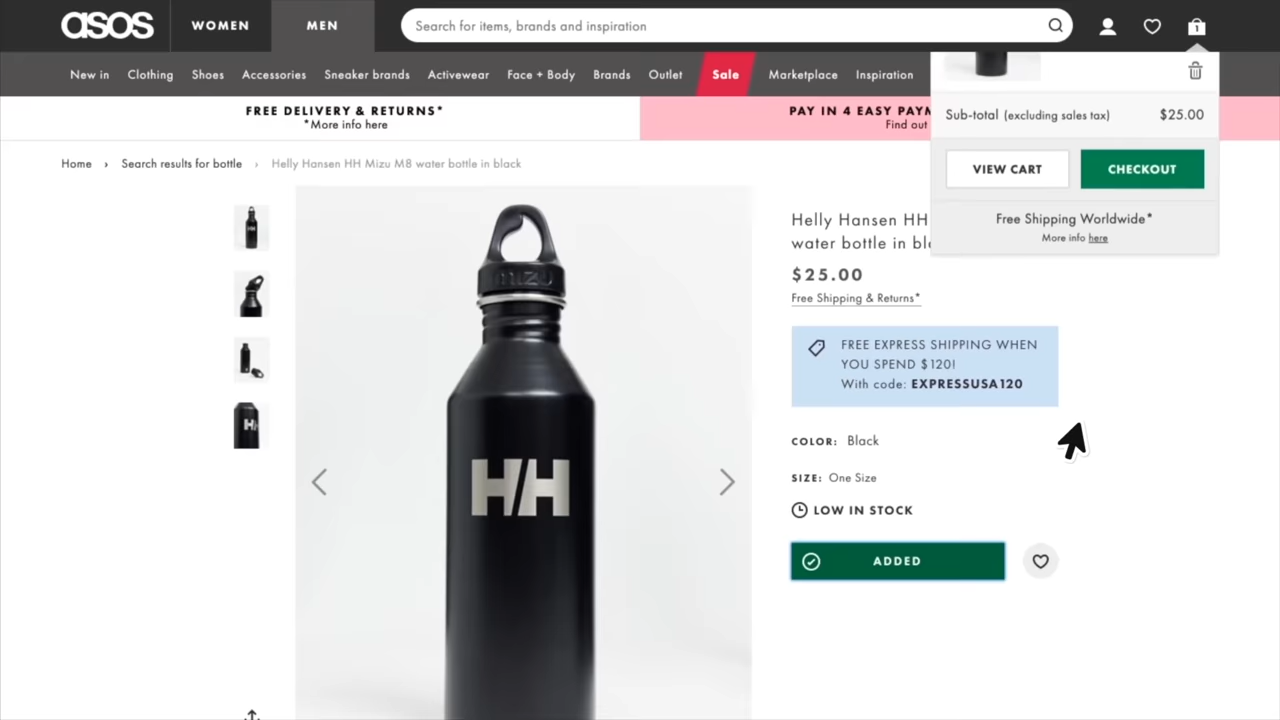 asos
WOMEN
MEN
Search for items, brands and inspiration
1
New in
Clothing
Shoes
Accessories
Sneaker brands
Activewear
Face + Body
Brands
Outlet
Sale
Marketplace
Inspiration
FREE DELIVERY & RETURNS*
*More info here
PAY IN 4 EASY
Find out
Sub-total (excluding sales tax) $25.00
VIEW CART
CHECKOUT
Free Shipping Worldwide*
More info here
Home › Search results for bottle › Helly Hansen HH Mizu M8 water bottle in black
MIZU
HH
Helly Hansen HH
water bottle in
$25.00
Free Shipping & Returns*
FREE EXPRESS SHIPPING WHEN
YOU SPEND $120!
With code: EXPRESSUSA120
COLOR: Black
SIZE: One Size
LOW IN STOCK
ADDED